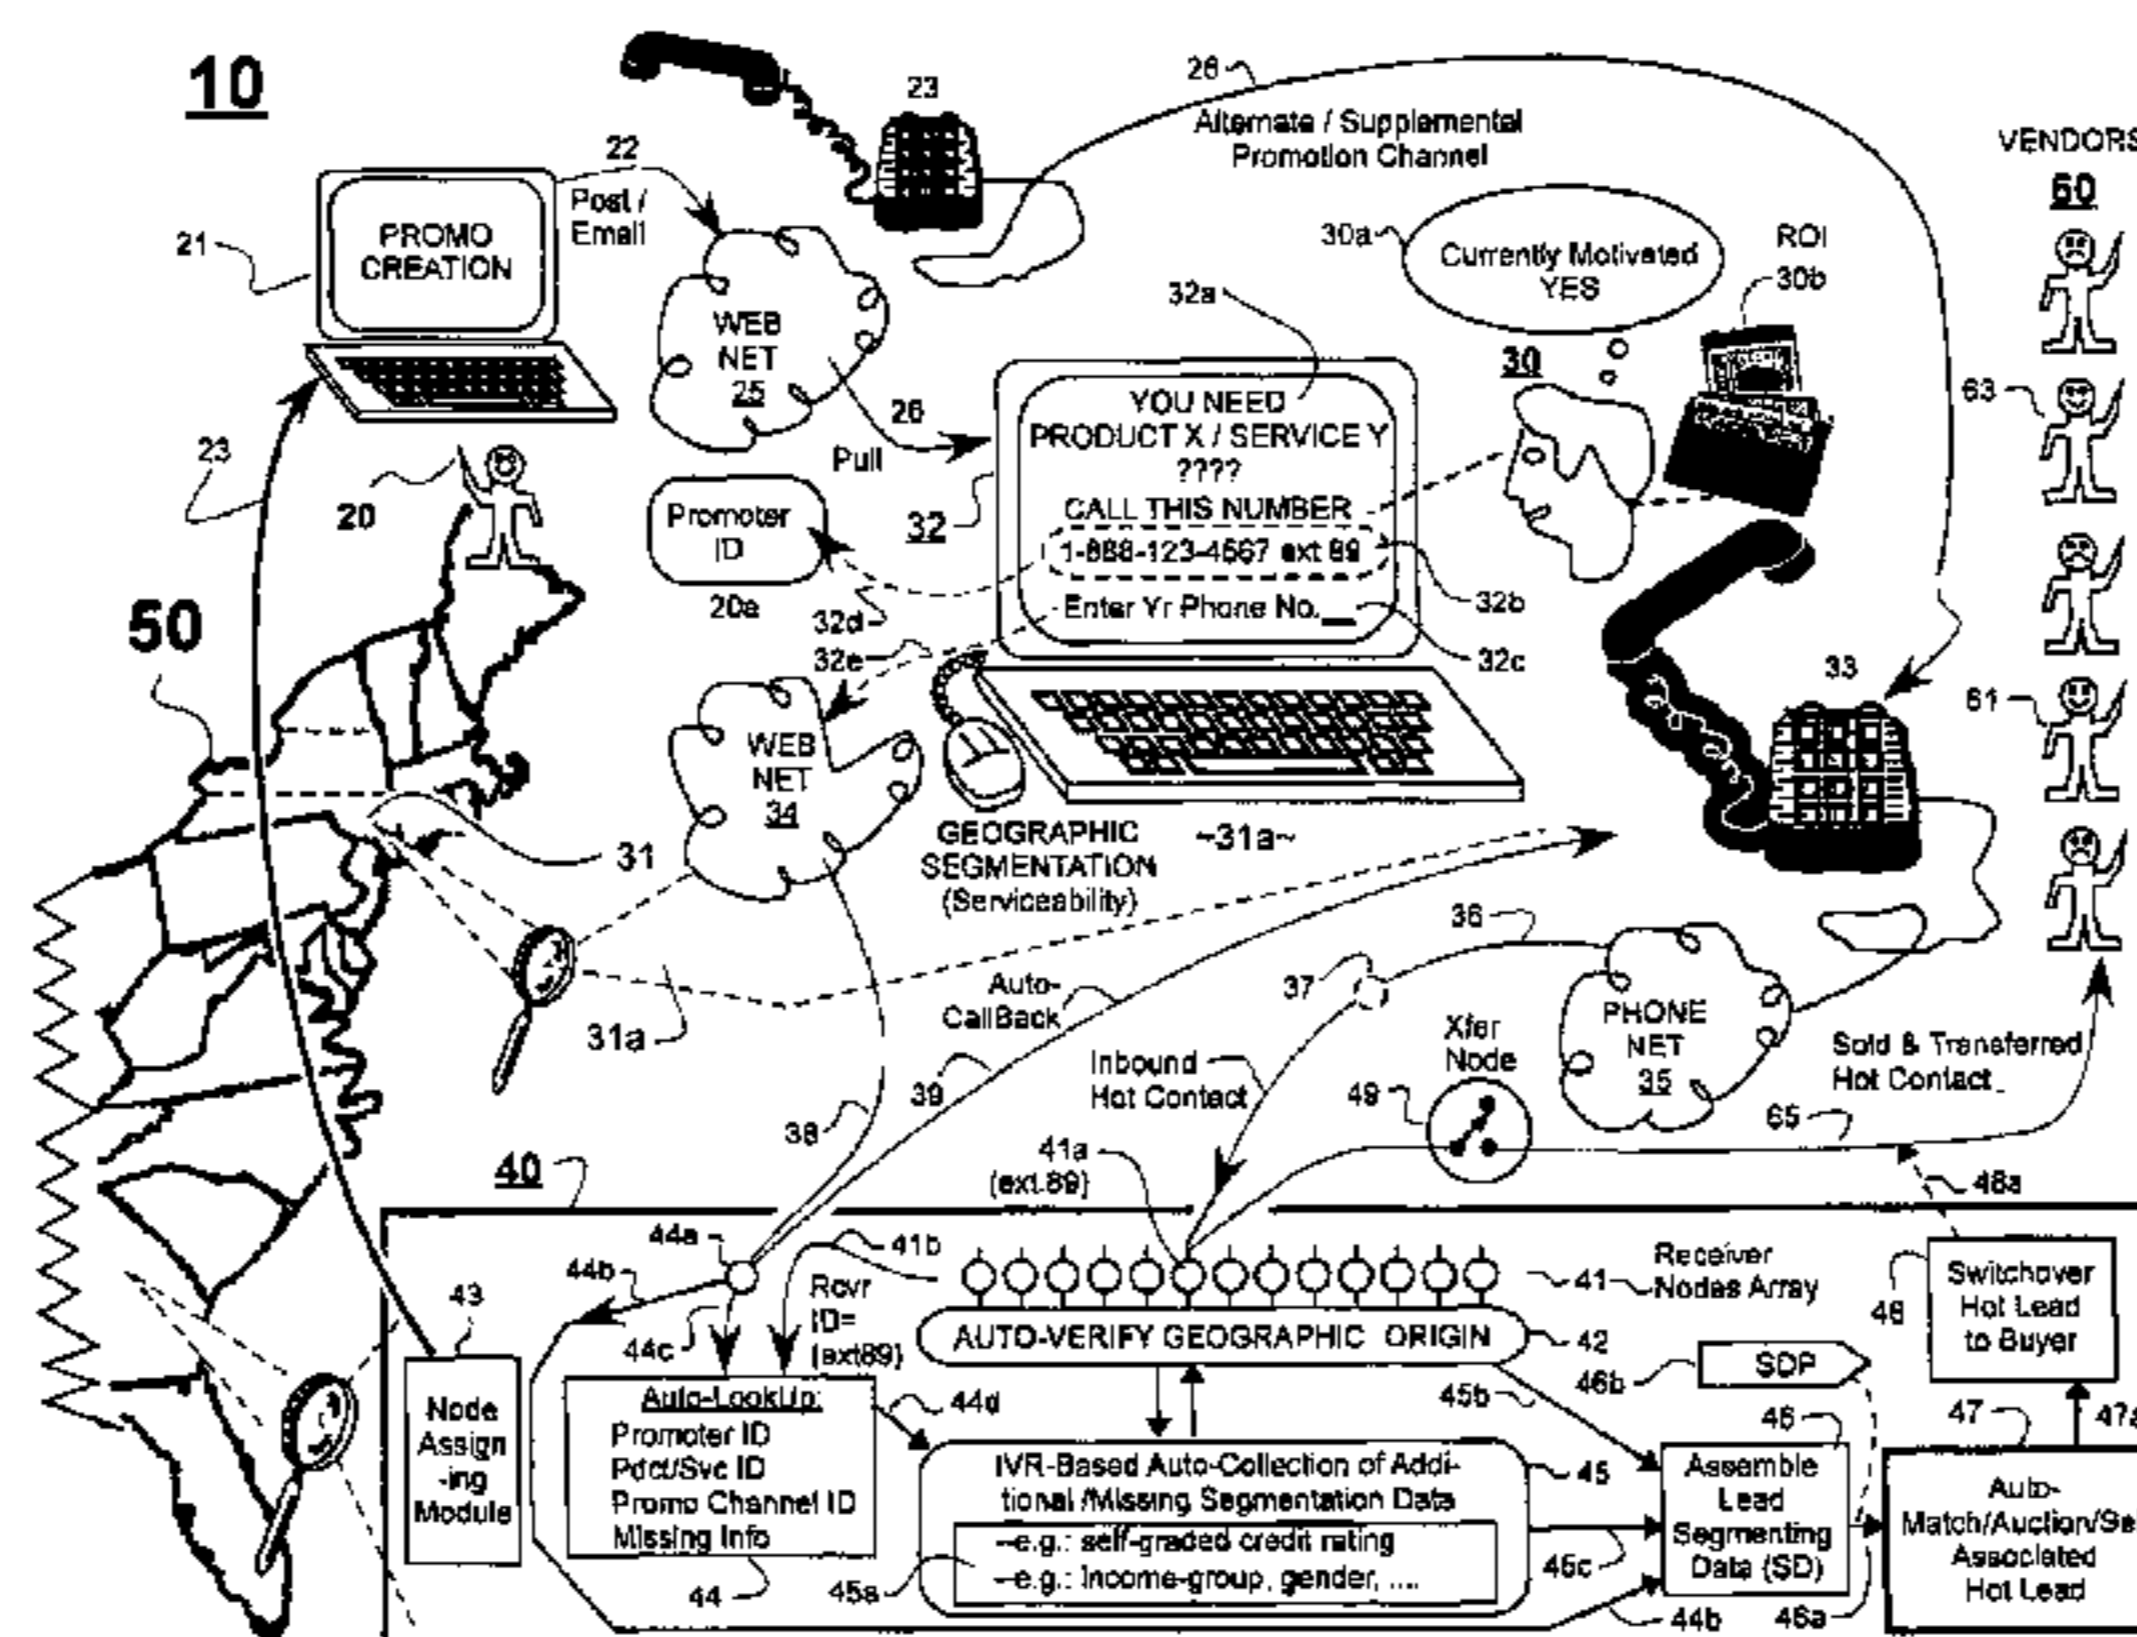 10
23
26
Alternate / Supplemental
Promotion Channel
VENDORS
60
22
Post /
Email
21
PROMO
CREATION
30a
Currently Motivated
YES
ROI
30b
32a
WEB
NET
25
30
63
26
Pull
YOU NEED
PRODUCT X / SERVICE Y
????
CALL THIS NUMBER
1-888-123-4567 ext 89
Enter Yr Phone No.
23
20
32
Promoter
ID
20a
32b
32c
32d
32e
50
33
61
WEB
NET
34
31
GEOGRAPHIC
SEGMENTATION
(Serviceability)
~31a~
36
37
31a
Auto-
CallBack
PHONE
NET
35
Xfer
Node
Sold & Transferred
Hot Contact
Inbound
Hot Contact
39
38
49
65
40
41a
(ext.89)
48a
44a
41b
44b
Receiver
Nodes Array
41
48
Switchover
Hot Lead
to Buyer
43
Rcvr
ID=
(ext89)
44c
AUTO-VERIFY GEOGRAPHIC ORIGIN
42
46b
SDP
45b
44d
46
47
47a
Node
Assign
-ing
Module
Auto-LookUp:
Promoter ID
Pdct/Svc ID
Promo Channel ID
Missing Info
IVR-Based Auto-Collection of Addi-
tional /Missing Segmentation Data
--e.g.: self-graded credit rating
--e.g.: Income-group, gender, ....
45
Assemble
Lead
Segmenting
Data (SD)
Auto-
Match/Auction/Sel
Associated
Hot Lead
44
45a
45c
44b
46a